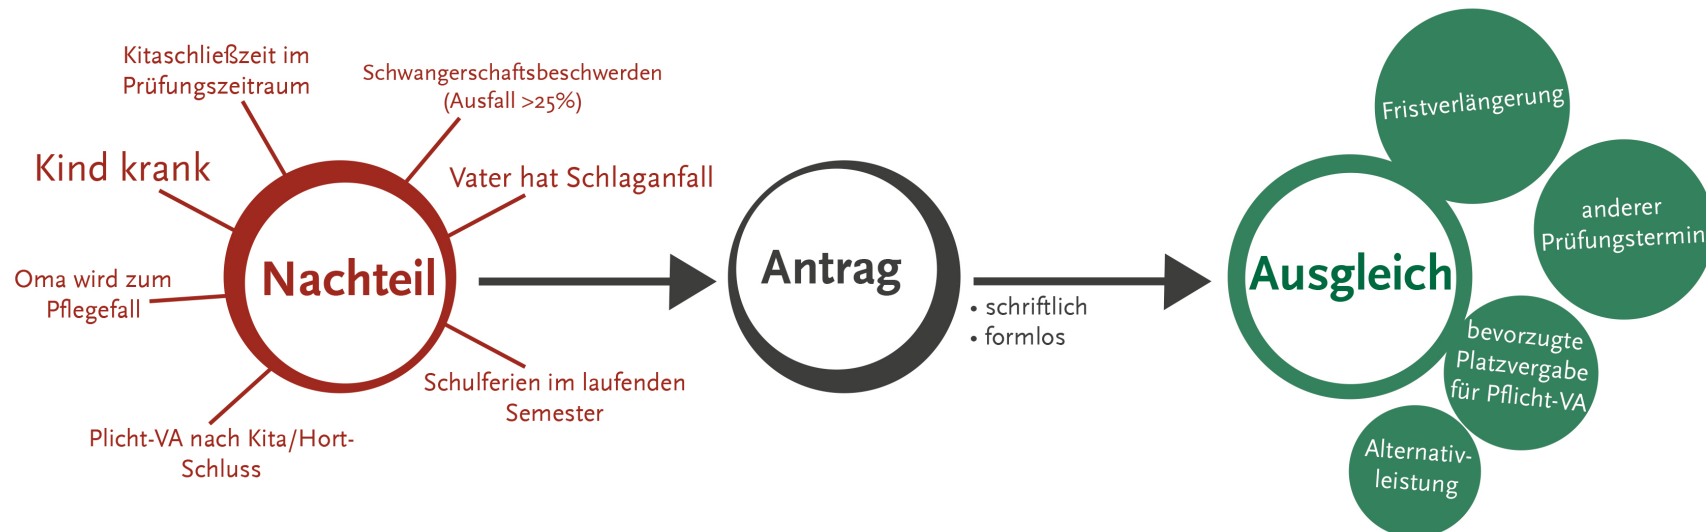 Kitaschließzeit im
Prüfungszeitraum
Schwangerschaftsbeschwerden
(Ausfall >25%)
Kind krank
Vater hat Schlaganfall
Nachteil
Oma wird zum
Pflegefall
Schulferien im laufenden
Semester
Plicht-VA nach Kita/Hort-
Schluss
Antrag
• schriftlich
• formlos
Ausgleich
Fristverlängerung
anderer
Prüfungstermin
bevorzugte
Platzvergabe
für Pflicht-VA
Alternativ-
leistung